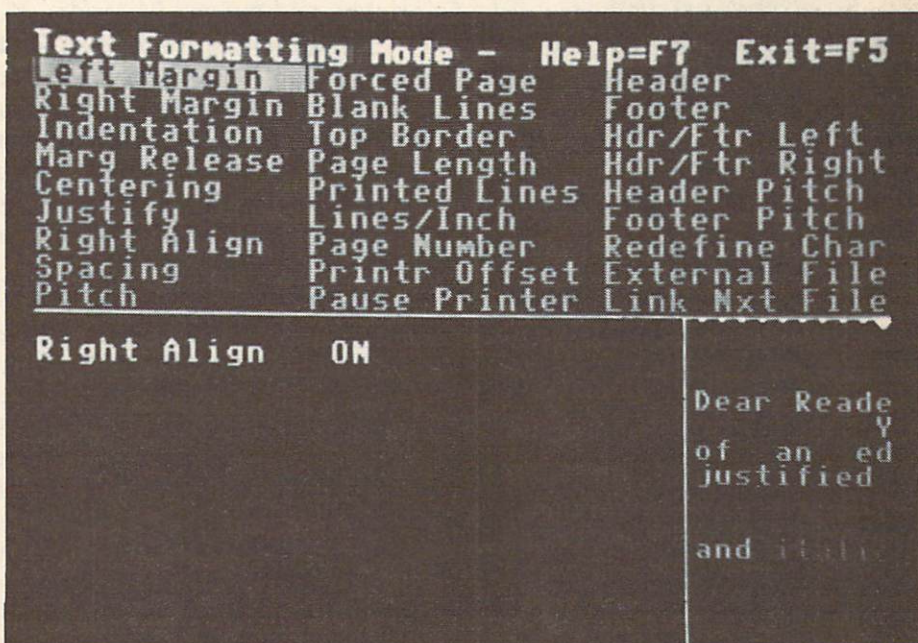 Text Formatting Mode - Help=F7 Exit=F5
Left Margin Forced Page Header
Right Margin Blank Lines Footer
Indentation Top Border Hdr/Ftr Left
Marg Release Page Length Hdr/Ftr Right
Centering Printed Lines Header Pitch
Justify Lines/Inch Footer Pitch
Right Align Page Number Redefine Char
Spacing Printr Offset External File
Pitch Pause Printer Link Nxt File
Right Align ON
Dear Reade
Y
of an ed
justified
and itali